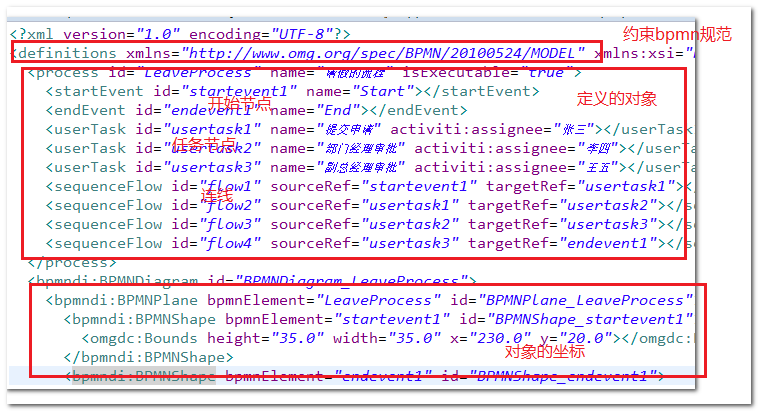 <?xml version="1.0" encoding="UTF-8"?>
约束bpmn规范
<definitions xmlns="http://www.omg.org/spec/BPMN/20100524/MODEL" xmlns:xsi="
<process id="LeaveProcess" name="请假的流程" isExecutable="true">
<startEvent id="startevent1" name="Start"></startEvent>
开始节点
定义的对象
<endEvent id="endevent1" name="End"></endEvent>
<userTask id="usertask1" name="提交申请" activiti:assignee="张三"></userTask
任务节点
<userTask id="usertask2" name="部门经理审批" activiti:assignee="李四"></userTask
<userTask id="usertask3" name="副总经理审批" activiti:assignee="王五"></userTask
<sequenceFlow id="flow1" sourceRef="startevent1" targetRef="usertask1"></
连线
<sequenceFlow id="flow2" sourceRef="usertask1" targetRef="usertask2"></se
<sequenceFlow id="flow3" sourceRef="usertask2" targetRef="usertask3"></se
<sequenceFlow id="flow4" sourceRef="usertask3" targetRef="endevent1"></se
</process>
<bpmndi:BPMNDiagram id="BPMNDiagram_LeaveProcess">
<bpmndi:BPMNPlane bpmnElement="LeaveProcess" id="BPMNPlane_LeaveProcess"
<bpmndi:BPMNShape bpmnElement="startevent1" id="BPMNShape_startevent1"
<omgdc:Bounds height="35.0" width="35.0" x="230.0" y="20.0"></omgdc:
对象的坐标
</bpmndi:BPMNShape>
<bpmndi:BPMNShape bpmnElement="endevent1" id="BPMNShape_endevent1">